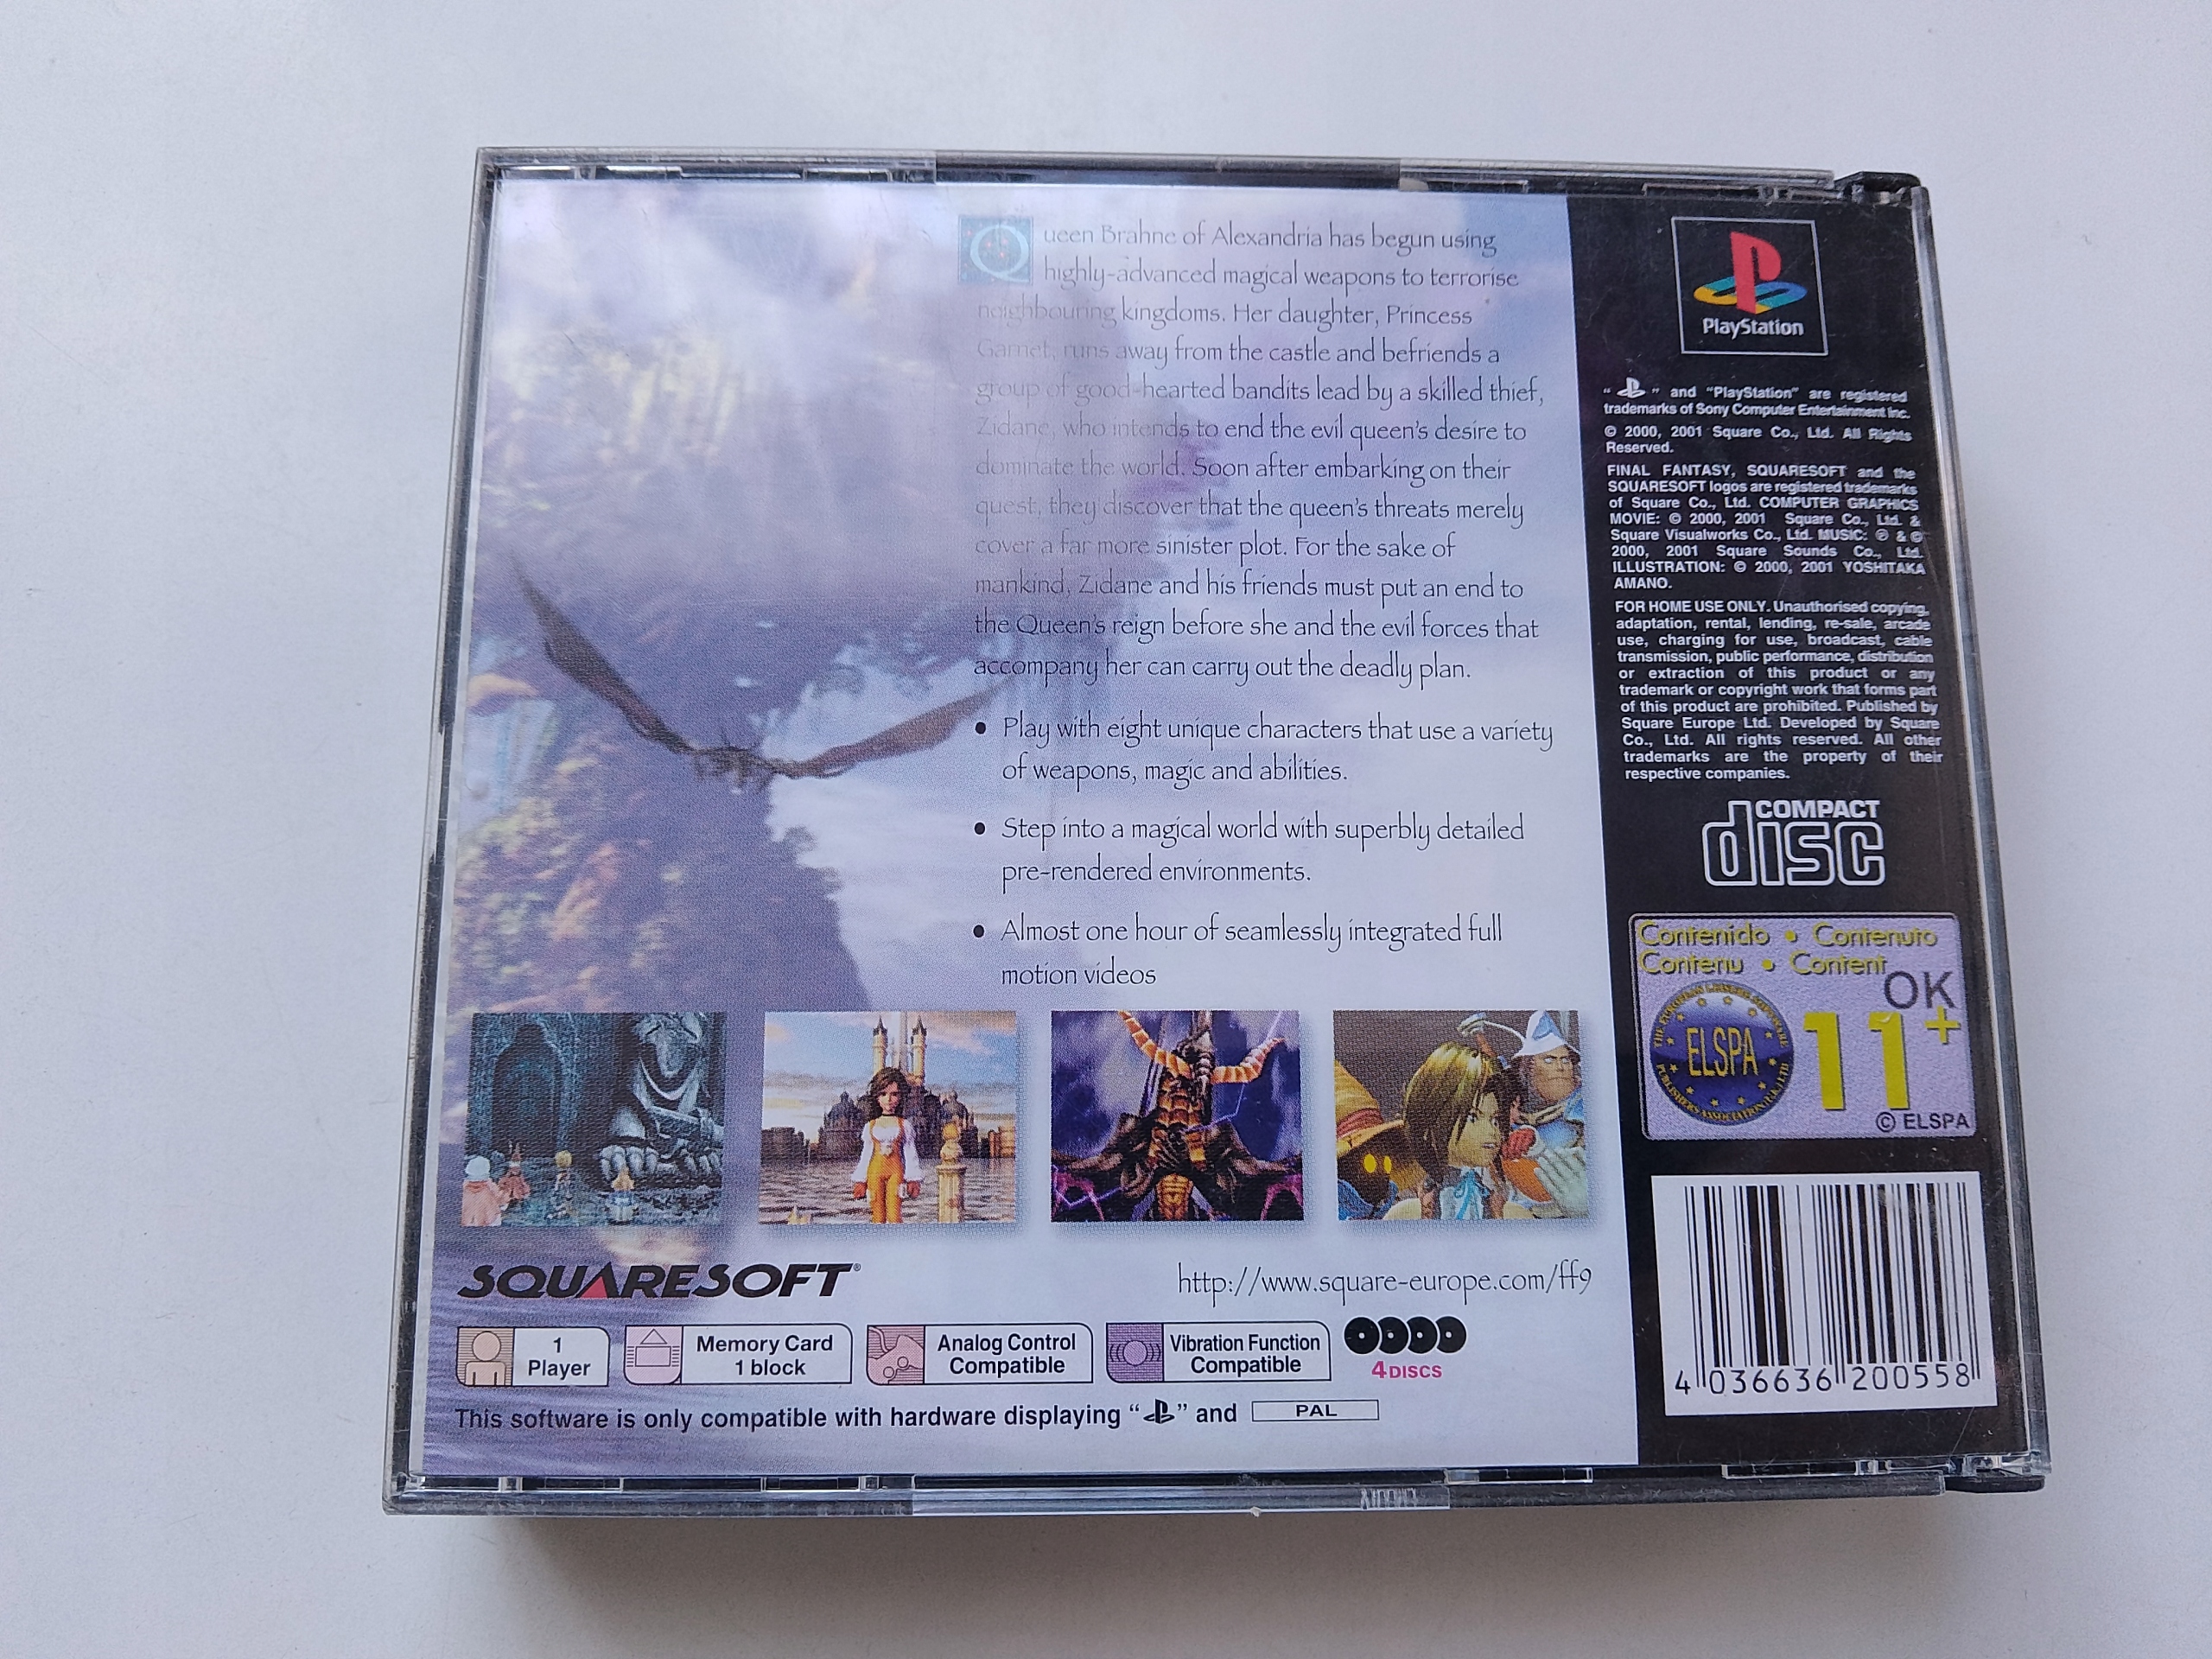 Queen Brahne of Alexandria has begun using
highly-advanced magical weapons to terrorise
neighbouring kingdoms. Her daughter, Princess
Garnet, runs away from the castle and befriends a
group of good-hearted bandits lead by a skilled thief,
Zidane, who intends to end the evil queen's desire to
dominate the world. Soon after embarking on their
quest, they discover that the queen's threats merely
cover a far more sinister plot. For the sake of
mankind, Zidane and his friends must put an end to
the Queen's reign before she and the evil forces that
accompany her can carry out the deadly plan.
• Play with eight unique characters that use a variety
of weapons, magic and abilities.
• Step into a magical world with superbly detailed
pre-rendered environments.
• Almost one hour of seamlessly integrated full
motion videos
SQUARESOFT®
http://www.square-europe.com/ff9
1
Player
Memory Card
1 block
Analog Control
Compatible
Vibration Function
Compatible
4 DISCS
This software is only compatible with hardware displaying “PS” and PAL
PlayStation
“PS” and “PlayStation” are registered
trademarks of Sony Computer Entertainment Inc.
© 2000, 2001 Square Co., Ltd. All Rights
Reserved.
FINAL FANTASY, SQUARESOFT and the
SQUARESOFT logos are registered trademarks
of Square Co., Ltd. COMPUTER GRAPHICS
MOVIE: © 2000, 2001 Square Co., Ltd. &
Square Visualworks Co., Ltd. MUSIC: ℗ & ©
2000, 2001 Square Sounds Co., Ltd.
ILLUSTRATION: © 2000, 2001 YOSHITAKA
AMANO.
FOR HOME USE ONLY. Unauthorised copying,
adaptation, rental, lending, re-sale, arcade
use, charging for use, broadcast, cable
transmission, public performance, distribution
or extraction of this product or any
trademark or copyright work that forms part
of this product are prohibited. Published by
Square Europe Ltd. Developed by Square
Co., Ltd. All rights reserved. All other
trademarks are the property of their
respective companies.
COMPACT
disc
Contenido • Contenuto
Contenu • Content
OK
THE EUROPEAN LEISURE SOFTWARE
ELSPA
PUBLISHERS ASSOCIATION (U.K.) LTD
11+
© ELSPA
4 036636 200558